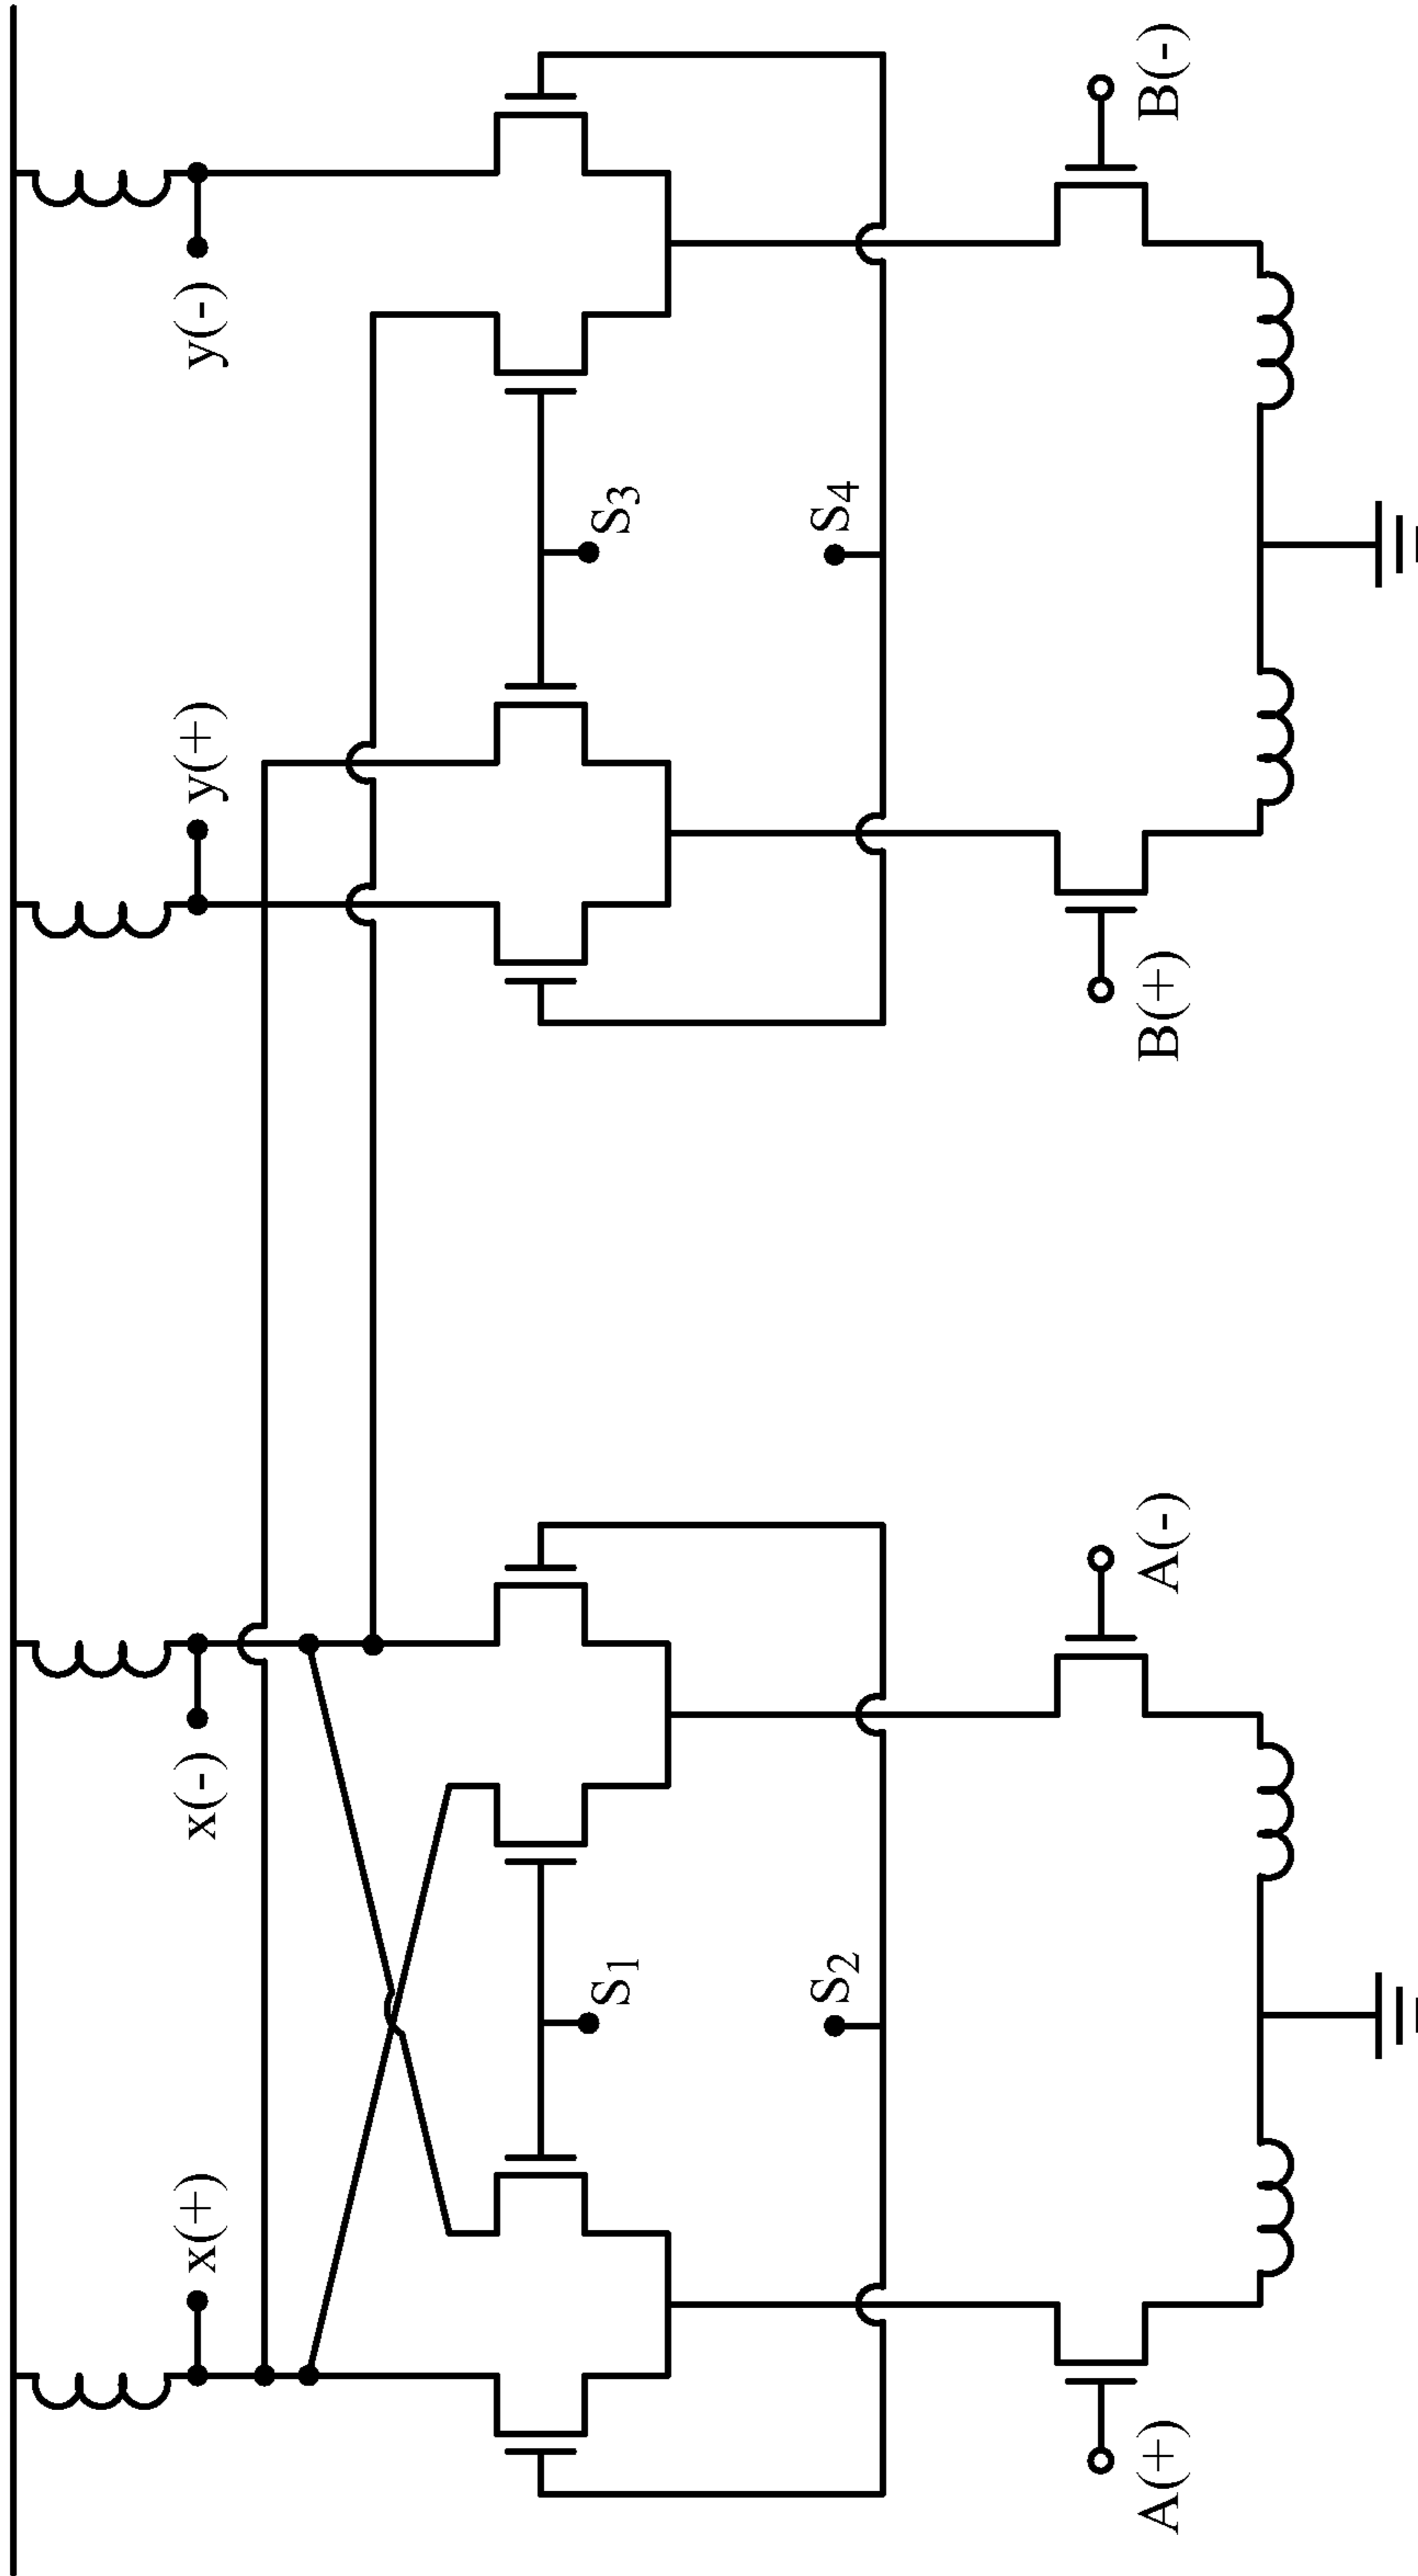 x(+)
x(-)
y(+)
y(-)
S1
S3
S2
S4
A(+)
A(-)
B(+)
B(-)